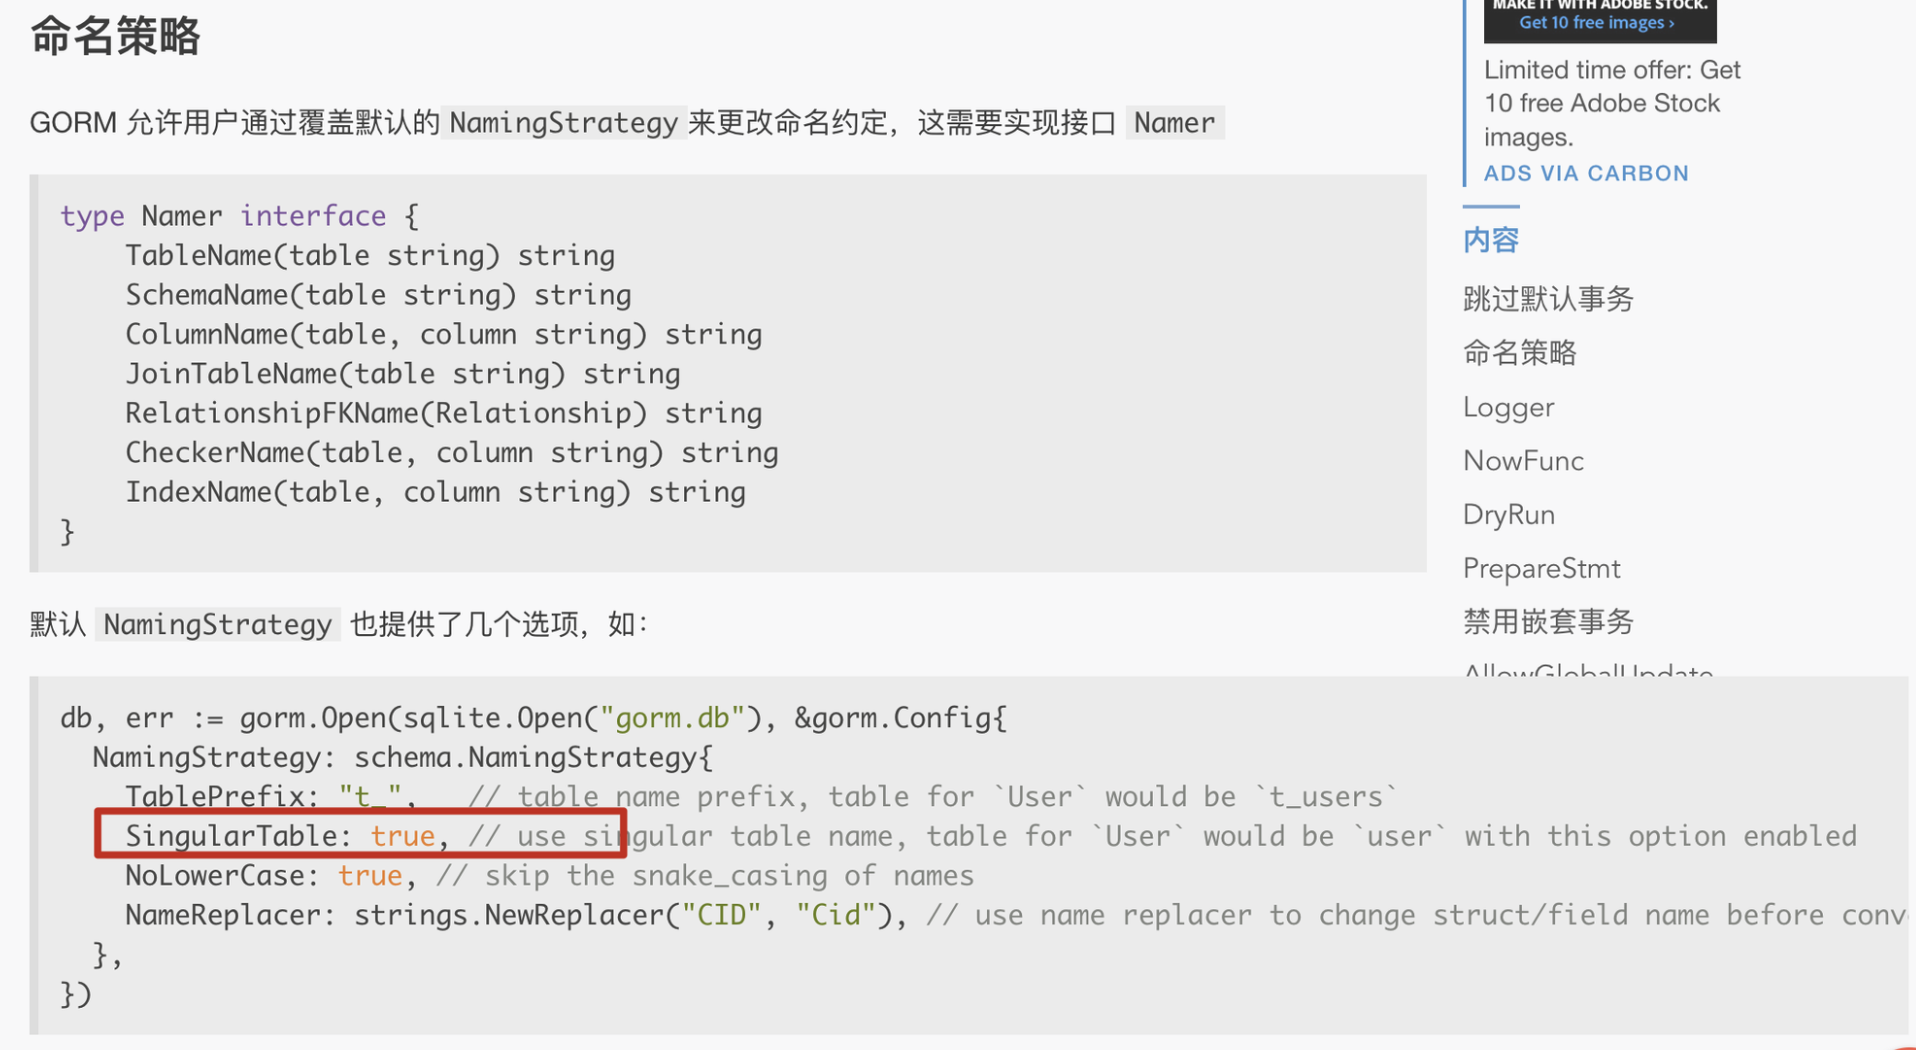 命名策略
GORM 允许用户通过覆盖默认的 NamingStrategy 来更改命名约定，这需要实现接口 Namer
type Namer interface {
    TableName(table string) string
    SchemaName(table string) string
    ColumnName(table, column string) string
    JoinTableName(table string) string
    RelationshipFKName(Relationship) string
    CheckerName(table, column string) string
    IndexName(table, column string) string
}
默认 NamingStrategy 也提供了几个选项，如：
db, err := gorm.Open(sqlite.Open("gorm.db"), &gorm.Config{
  NamingStrategy: schema.NamingStrategy{
    TablePrefix: "t_",   // table name prefix, table for `User` would be `t_users`
    SingularTable: true, // use singular table name, table for `User` would be `user` with this option enabled
    NoLowerCase: true, // skip the snake_casing of names
    NameReplacer: strings.NewReplacer("CID", "Cid"), // use name replacer to change struct/field name before conv
  },
})
MAKE IT WITH ADOBE STOCK.
Get 10 free images ›
Limited time offer: Get
10 free Adobe Stock
images.
ADS VIA CARBON
内容
跳过默认事务
命名策略
Logger
NowFunc
DryRun
PrepareStmt
禁用嵌套事务
AllowGlobalUpdate